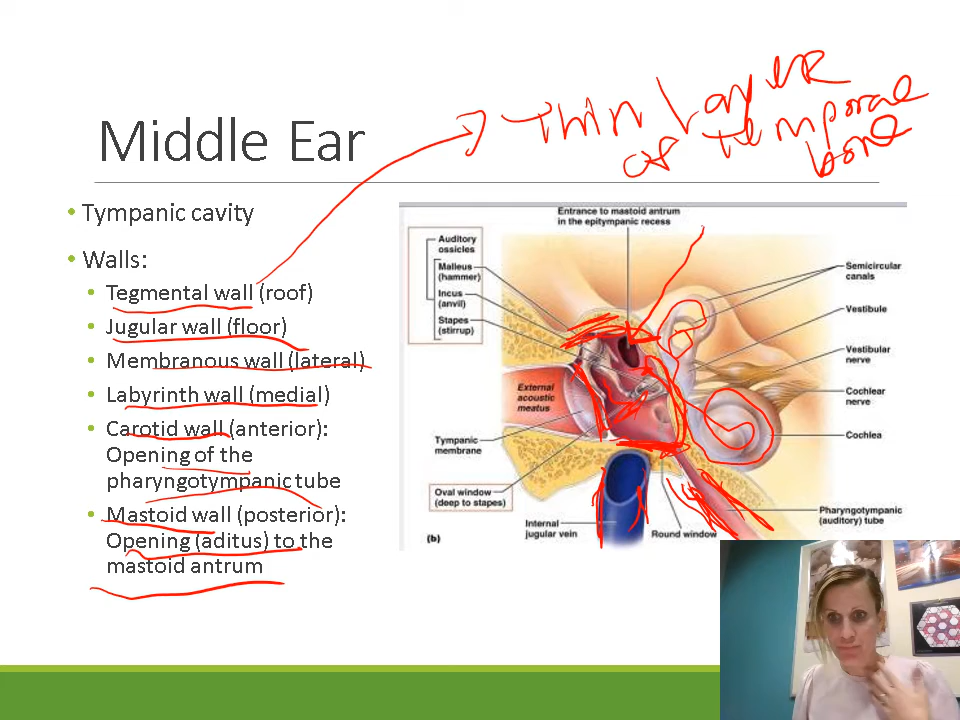 Thin Layer
of temporal
bone
Middle Ear
• Tympanic cavity
• Walls:
• Tegmental wall (roof)
• Jugular wall (floor)
• Membranous wall (lateral)
• Labyrinth wall (medial)
• Carotid wall (anterior):
Opening of the
pharyngotympanic tube
• Mastoid wall (posterior):
Opening (aditus) to the
mastoid antrum
Entrance to mastoid antrum
in the epitympanic recess
Auditory
ossicles
Malleus
(hammer)
Incus
(anvil)
Stapes
(stirrup)
External
acoustic
meatus
Tympanic
membrane
Oval window
(deep to stapes)
(b)
Internal
jugular vein
Round window
Semicircular
canals
Vestibule
Vestibular
nerve
Cochlear
nerve
Cochlea
Pharyngotympanic
(auditory) tube